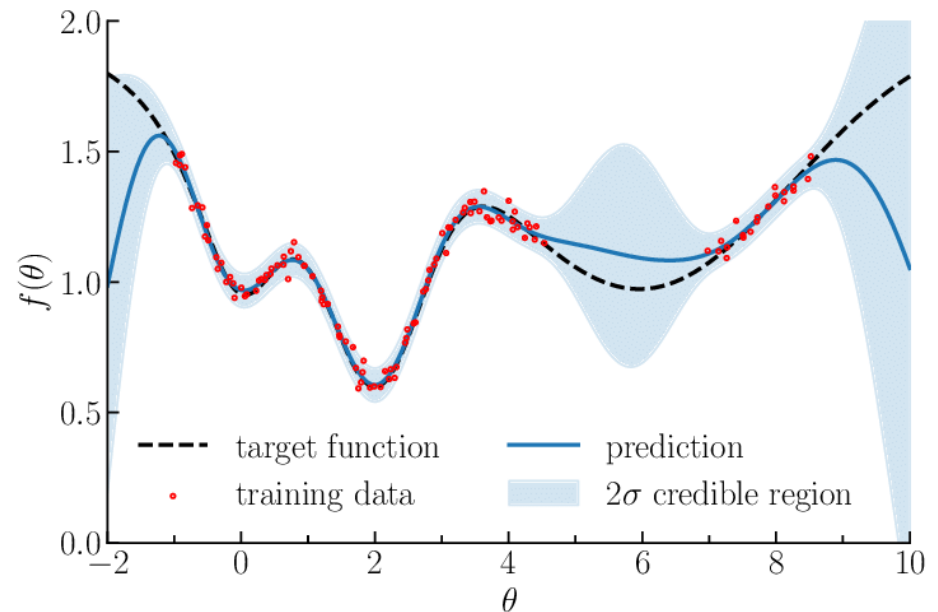 2.0
1.5
1.0
0.5
0.0
f(θ)
target function
prediction
training data
2σ credible region
−2 0 2 4 6 8 10
θ